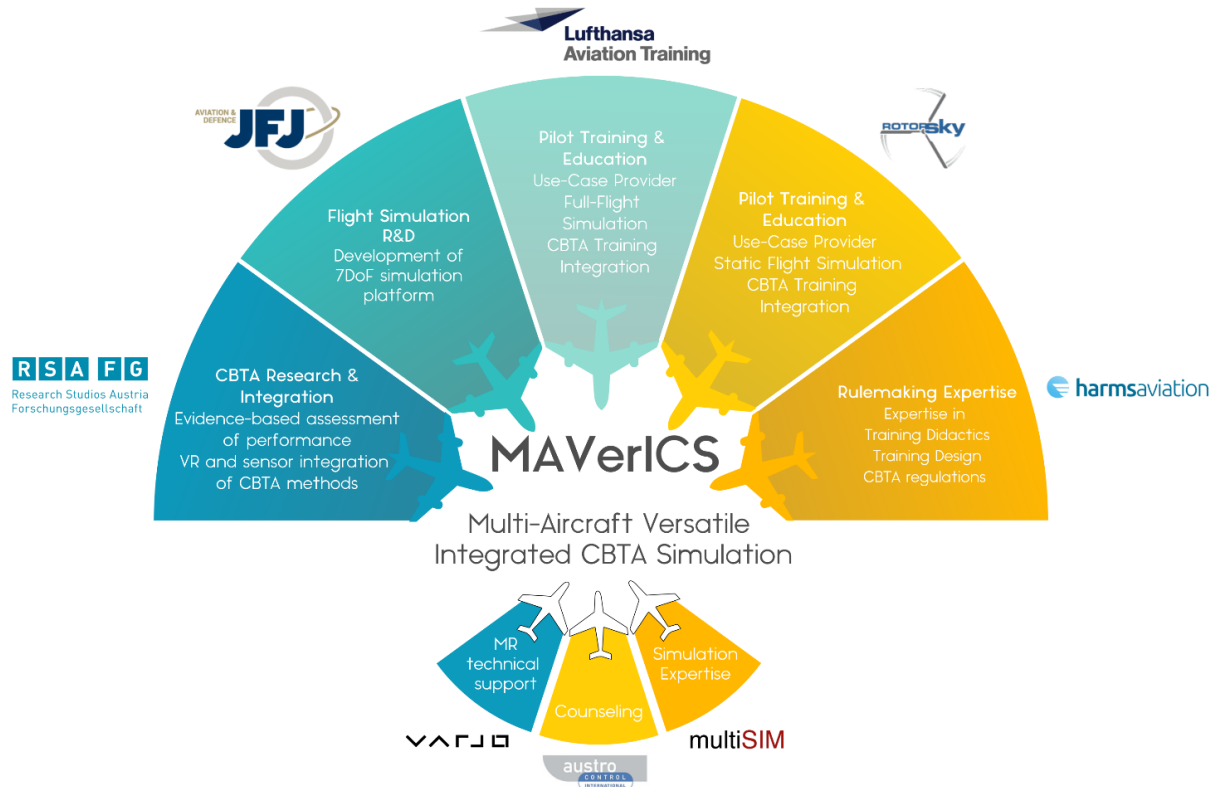 Lufthansa
Aviation Training
AVIATION &
DEFENCE
JFJ
ROTORSKY
Pilot Training &
Education
Use-Case Provider
Full-Flight
Simulation
CBTA Training
Integration
Flight Simulation
R&D
Development of
7DoF simulation
platform
Pilot Training &
Education
Use-Case Provider
Static Flight Simulation
CBTA Training
Integration
RSA FG
Research Studios Austria
Forschungsgesellschaft
CBTA Research &
Integration
Evidence-based assessment
of performance
VR and sensor integration
of CBTA methods
Rulemaking Expertise
Expertise in
Training Didactics
Training Design
CBTA regulations
harmsaviation
MAVerICS
Multi-Aircraft Versatile
Integrated CBTA Simulation
MR
technical
support
Counseling
Simulation
Expertise
VARJO
multiSIM
austro
CONTROL
INTERNATIONAL